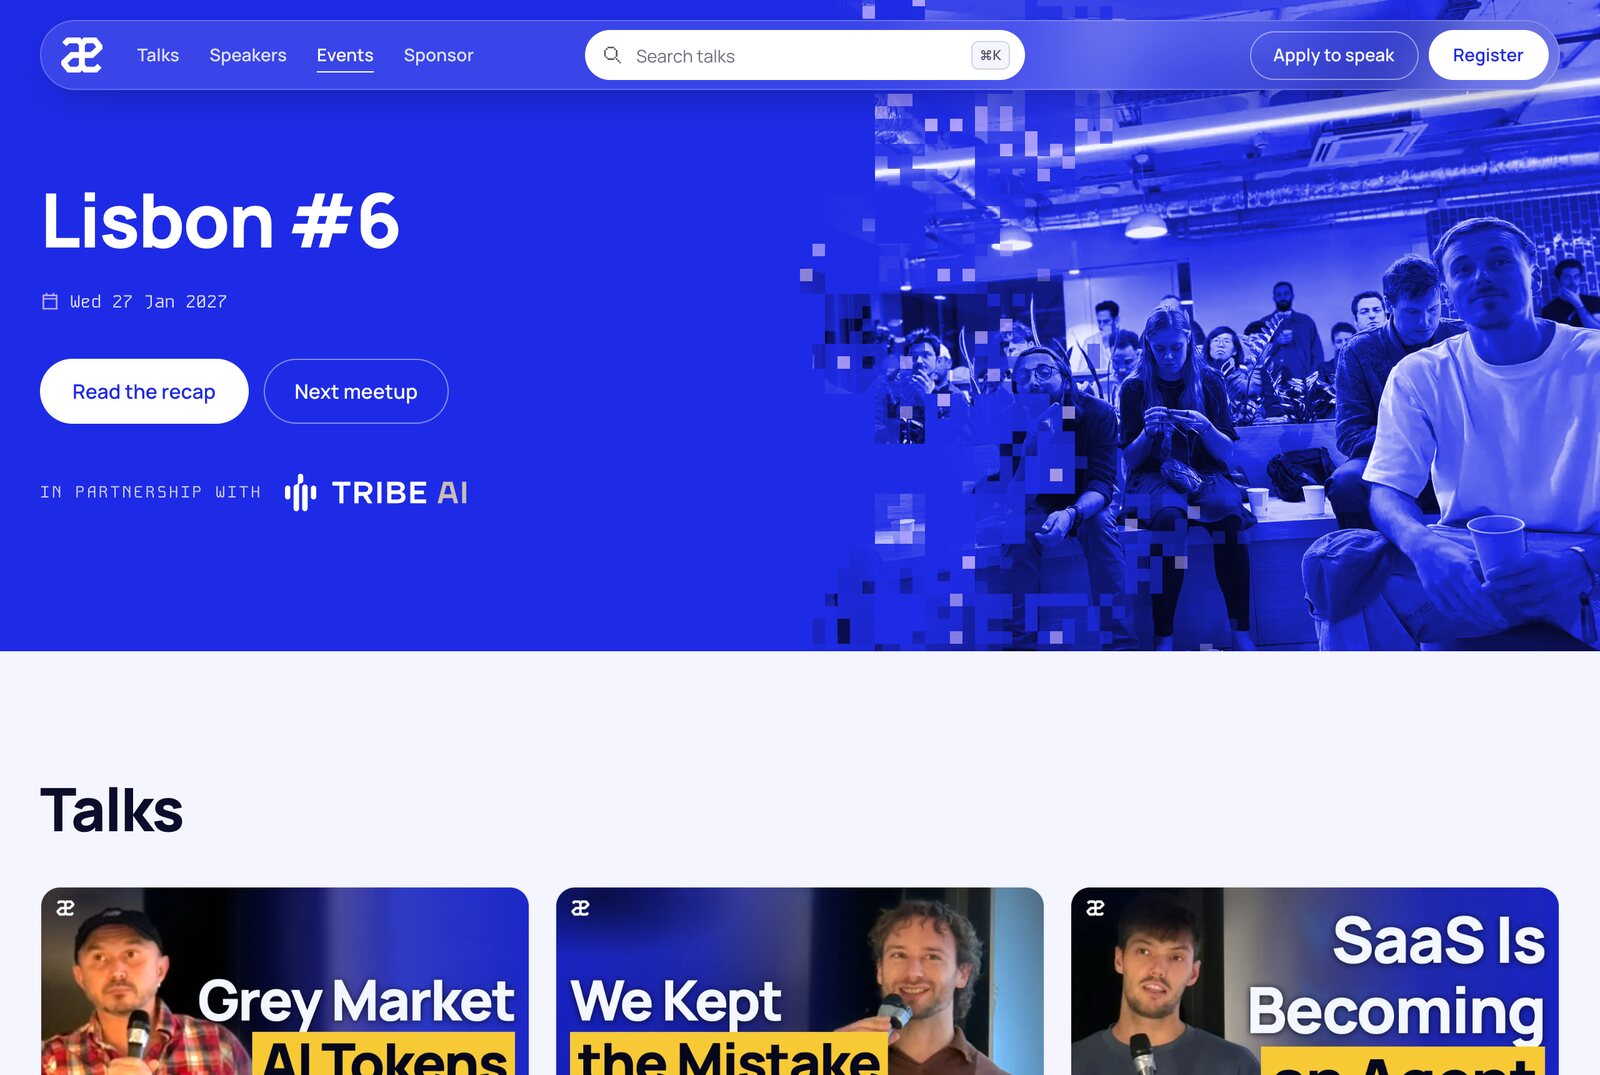 Talks
Speakers
Events
Sponsor
Search talks
⌘K
Apply to speak
Register
Lisbon #6
Wed 27 Jan 2027
Read the recap
Next meetup
IN PARTNERSHIP WITH
TRIBE AI
Talks
Grey Market
AI Tokens
We Kept
the Mistake
SaaS Is
Becoming
an Agent